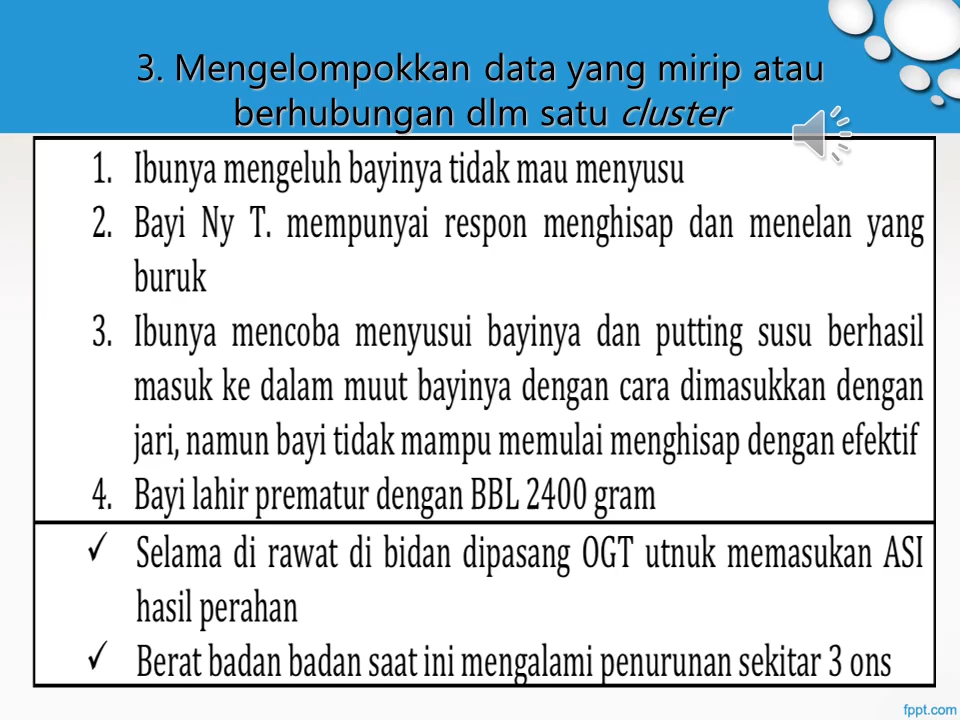 3. Mengelompokkan data yang mirip atau
berhubungan dlm satu cluster
1. Ibunya mengeluh bayinya tidak mau menyusu
2. Bayi Ny T. mempunyai respon menghisap dan menelan yang
buruk
3. Ibunya mencoba menyusui bayinya dan putting susu berhasil
masuk ke dalam muut bayinya dengan cara dimasukkan dengan
jari, namun bayi tidak mampu memulai menghisap dengan efektif
4. Bayi lahir prematur dengan BBL 2400 gram
✓ Selama di rawat di bidan dipasang OGT utnuk memasukan ASI
hasil perahan
✓ Berat badan badan saat ini mengalami penurunan sekitar 3 ons
fppt.com